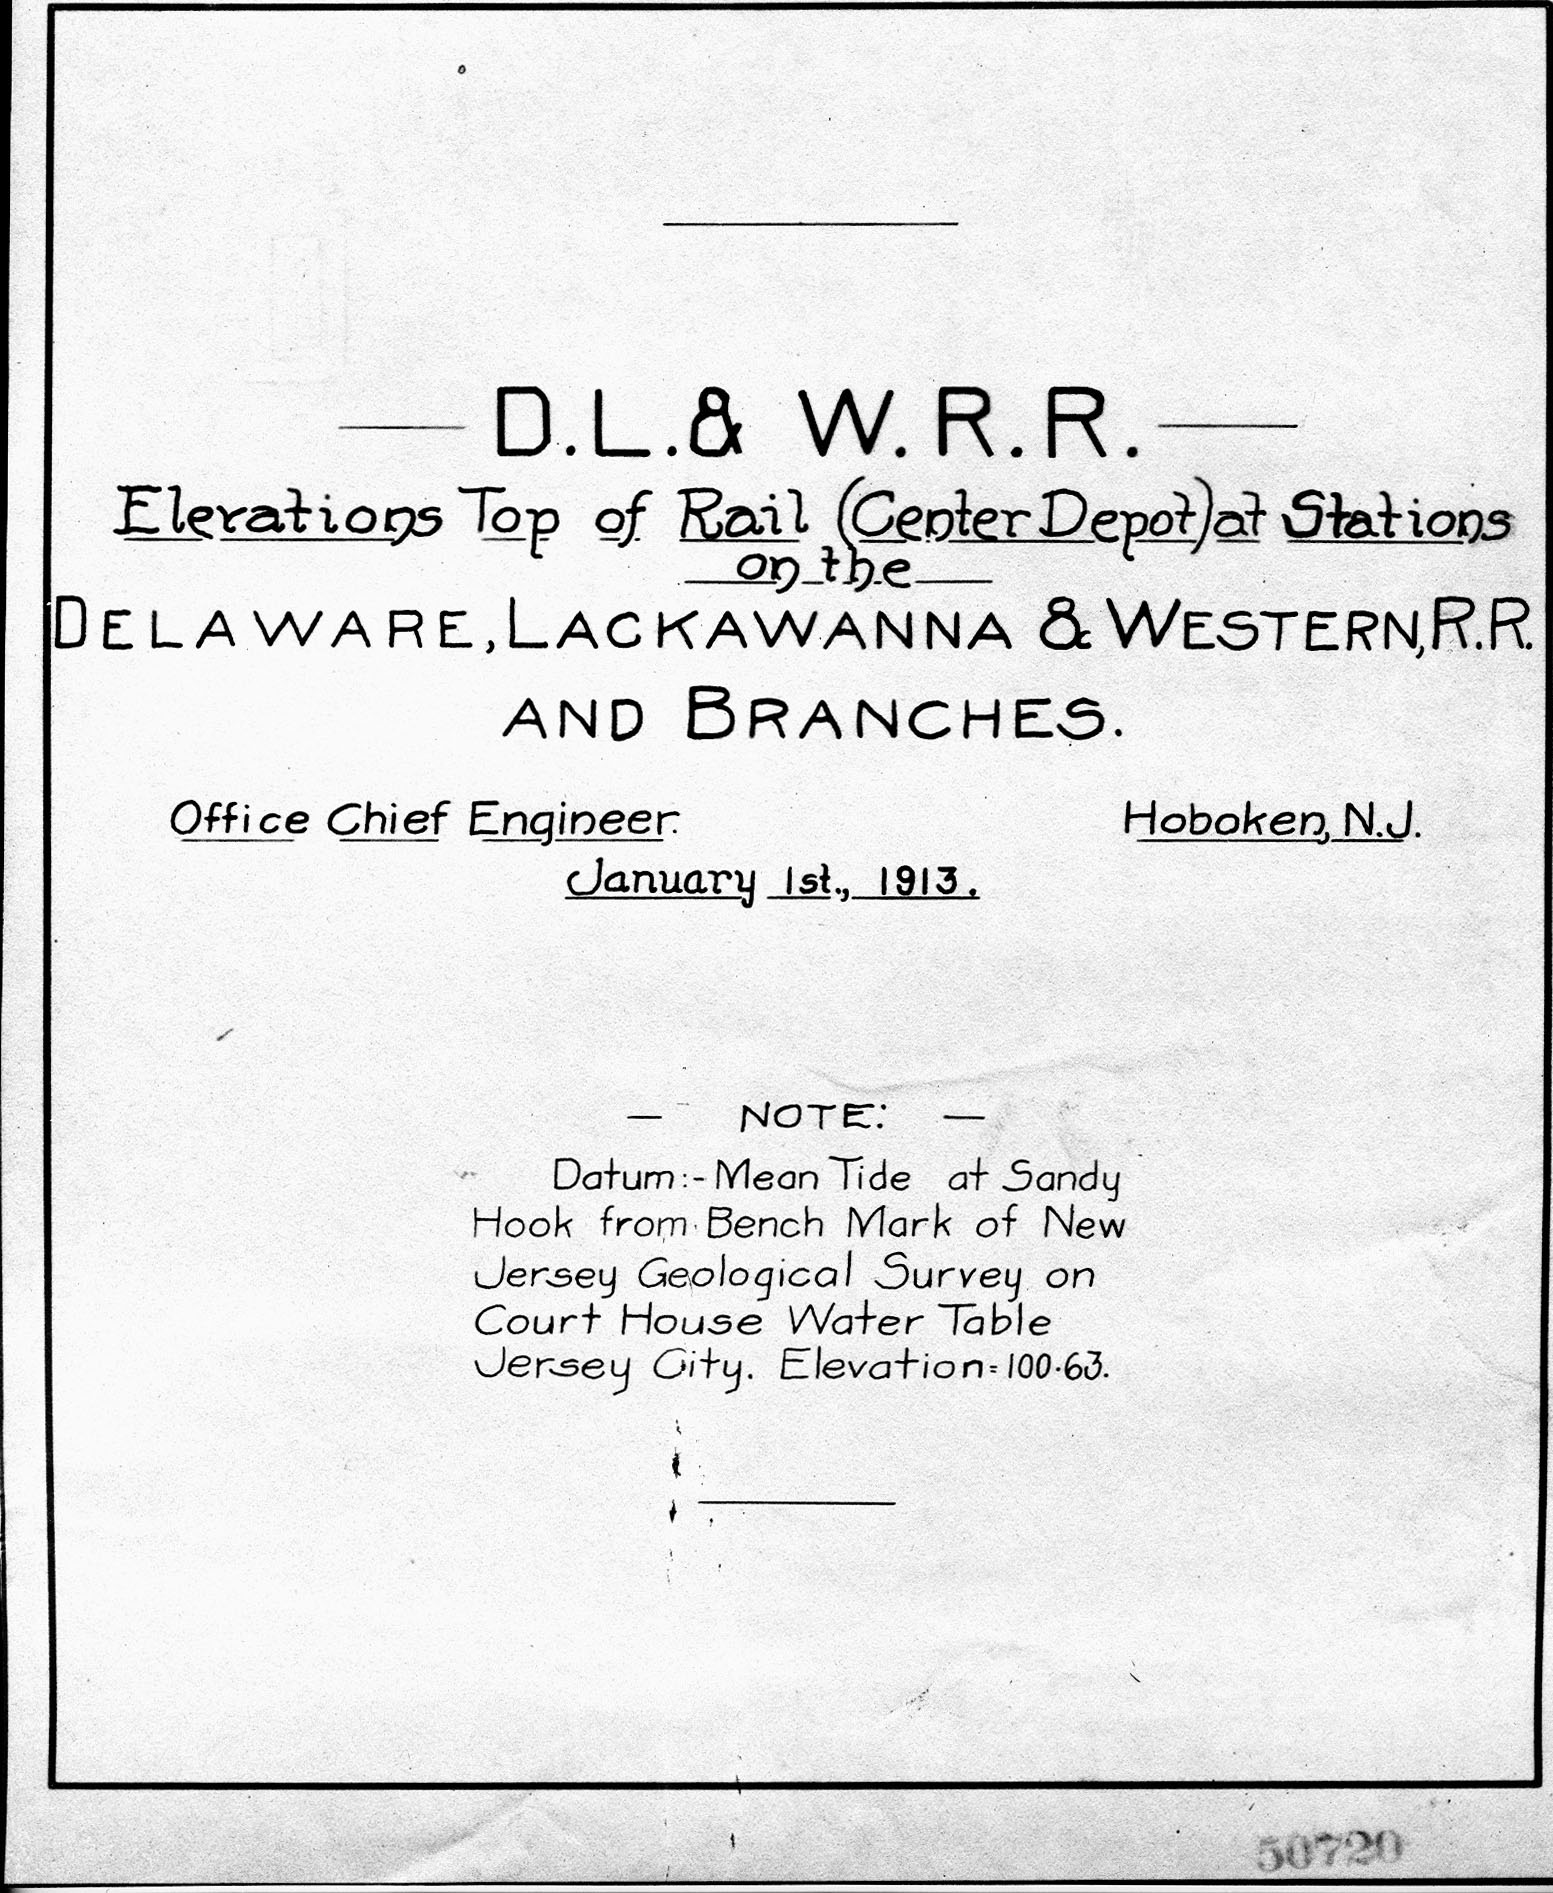 D.L.& W.R.R.
Elevations Top of Rail (Center Depot) at Stations
on the
DELAWARE, LACKAWANNA & WESTERN, R.R.
AND BRANCHES.
Office Chief Engineer. Hoboken, N.J.
January 1st., 1913.
— NOTE: —
Datum:- Mean Tide at Sandy
Hook from Bench Mark of New
Jersey Geological Survey on
Court House Water Table
Jersey City. Elevation = 100.63.
50720